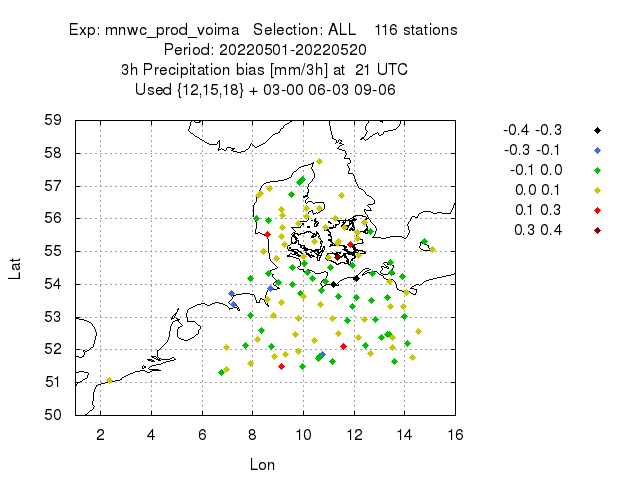 Exp: mnwc_prod_voima   Selection: ALL    116 stations
Period: 20220501-20220520
3h Precipitation bias [mm/3h] at  21 UTC
Used {12,15,18} + 03-00 06-03 09-06
-0.4 -0.3
-0.3 -0.1
-0.1 0.0
0.0 0.1
0.1 0.3
0.3 0.4
59
58
57
56
55
54
53
52
51
50
Lat
2 4 6 8 10 12 14 16
Lon